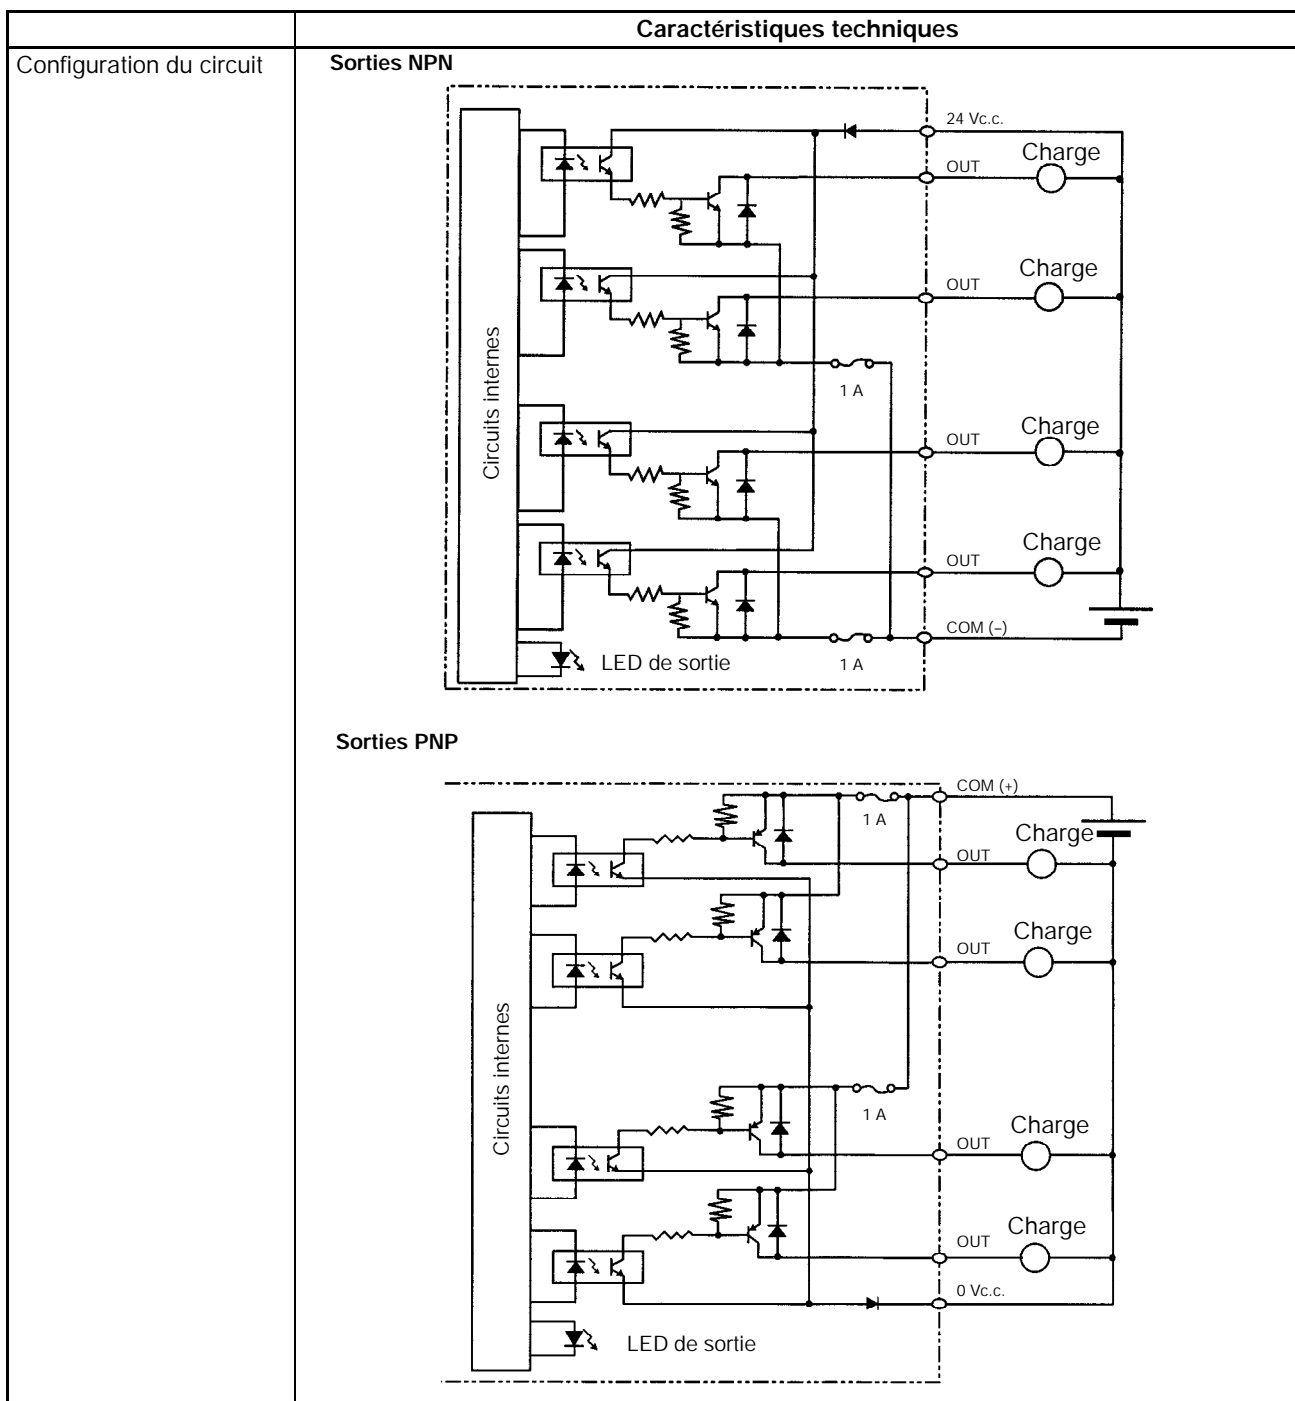 Caractéristiques techniques
Configuration du circuit
Sorties NPN
24 Vc.c.
Charge
OUT
Charge
OUT
Circuits internes
1 A
Charge
OUT
Charge
OUT
COM (–)
LED de sortie
1 A
Sorties PNP
COM (+)
1 A
Charge
OUT
Charge
OUT
Circuits internes
1 A
Charge
OUT
Charge
OUT
0 Vc.c.
LED de sortie